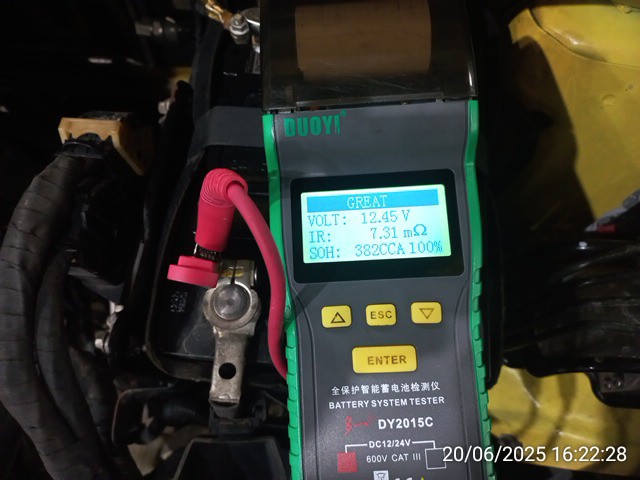 DUOYI
GREAT
VOLT: 12.45 V
IR: 7.31 mΩ
SOH: 382CCA 100%
ESC
ENTER
全保护智能蓄电池检测仪
BATTERY SYSTEM TESTER
DY2015C
DC12/24V
600V CAT III
20/06/2025 16:22:28